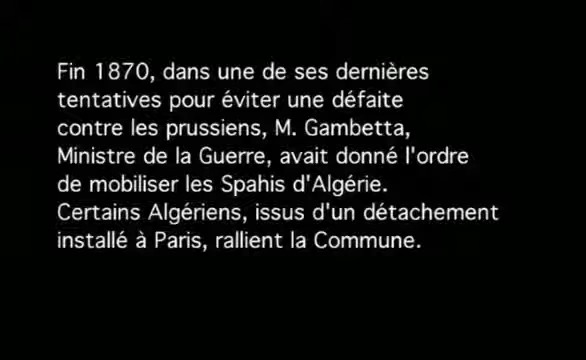 Fin 1870, dans une de ses dernières
tentatives pour éviter une défaite
contre les prussiens, M. Gambetta,
Ministre de la Guerre, avait donné l'ordre
de mobiliser les Spahis d'Algérie.
Certains Algériens, issus d'un détachement
installé à Paris, rallient la Commune.